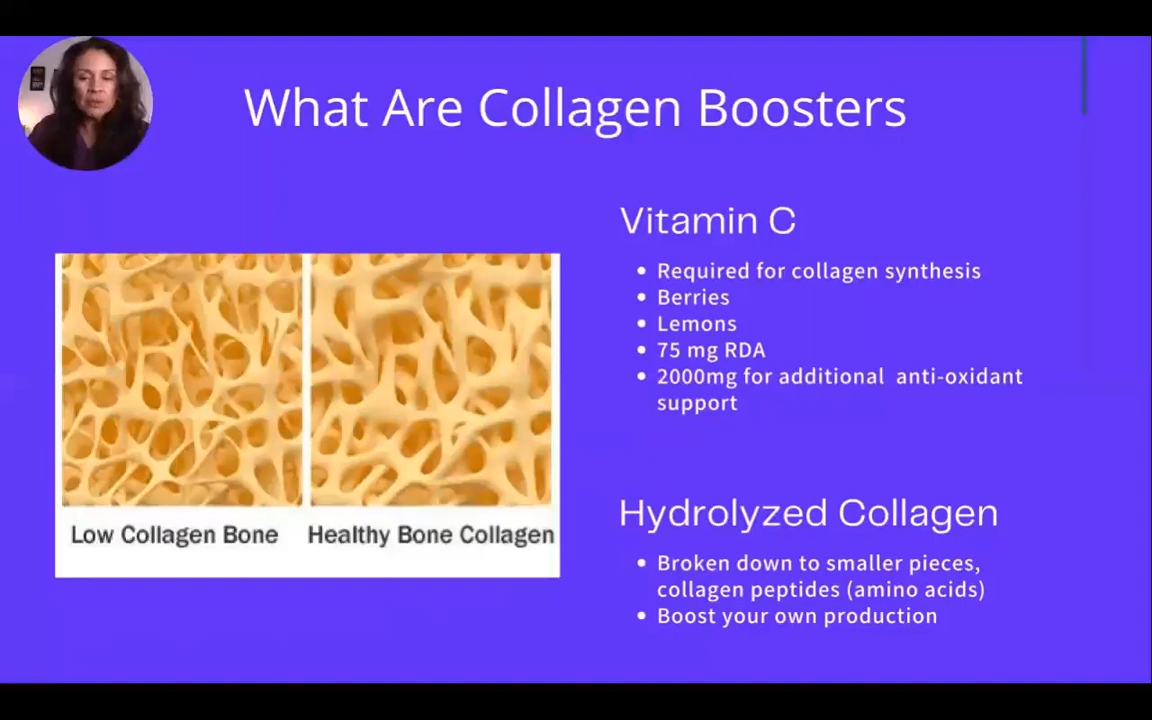 What Are Collagen Boosters
Vitamin C
Required for collagen synthesis
Berries
Lemons
75 mg RDA
2000mg for additional anti-oxidant
support
Low Collagen Bone
Healthy Bone Collagen
Hydrolyzed Collagen
Broken down to smaller pieces,
collagen peptides (amino acids)
Boost your own production